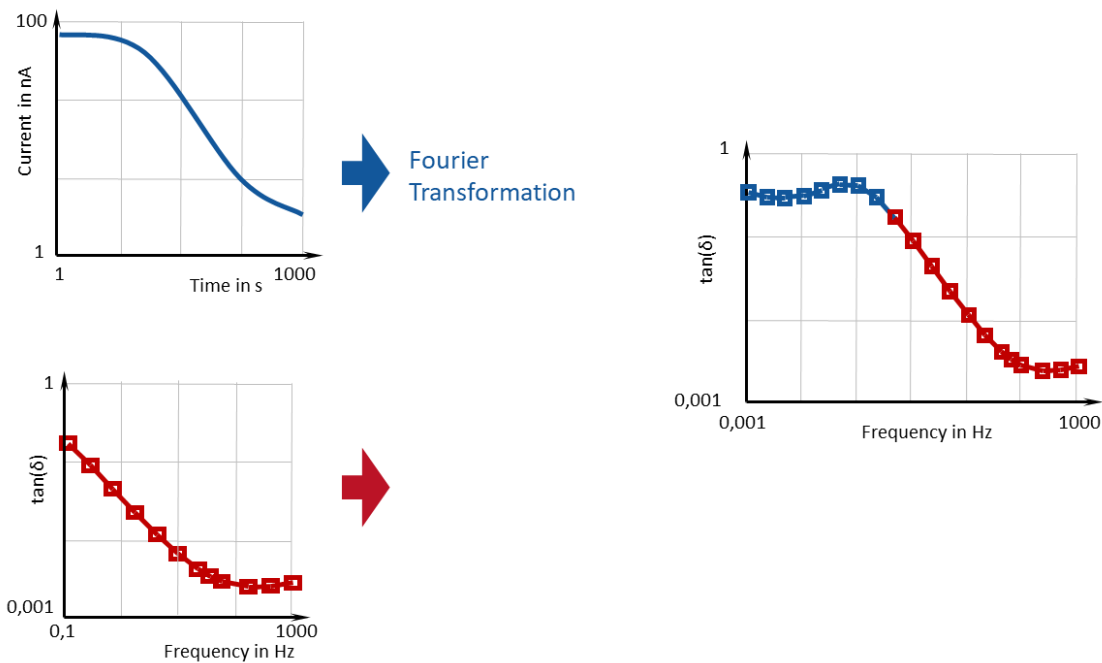 100
Current in nA
1
1
1000
Time in s
Fourier
Transformation
1
tan(δ)
0,001
0,001
1000
Frequency in Hz
1
tan(δ)
0,001
0,1
1000
Frequency in Hz